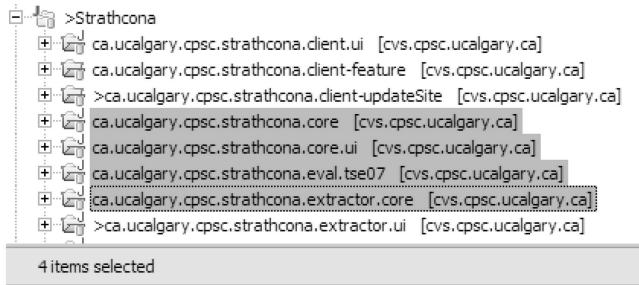 >Strathcona
ca.ucalgary.cpsc.strathcona.client.ui [cvs.cpsc.ucalgary.ca]
ca.ucalgary.cpsc.strathcona.client-feature [cvs.cpsc.ucalgary.ca]
>ca.ucalgary.cpsc.strathcona.client-updateSite [cvs.cpsc.ucalgary.ca]
ca.ucalgary.cpsc.strathcona.core [cvs.cpsc.ucalgary.ca]
ca.ucalgary.cpsc.strathcona.core.ui [cvs.cpsc.ucalgary.ca]
ca.ucalgary.cpsc.strathcona.eval.tse07 [cvs.cpsc.ucalgary.ca]
ca.ucalgary.cpsc.strathcona.extractor.core [cvs.cpsc.ucalgary.ca]
>ca.ucalgary.cpsc.strathcona.extractor.ui [cvs.cpsc.ucalgary.ca]
4 items selected